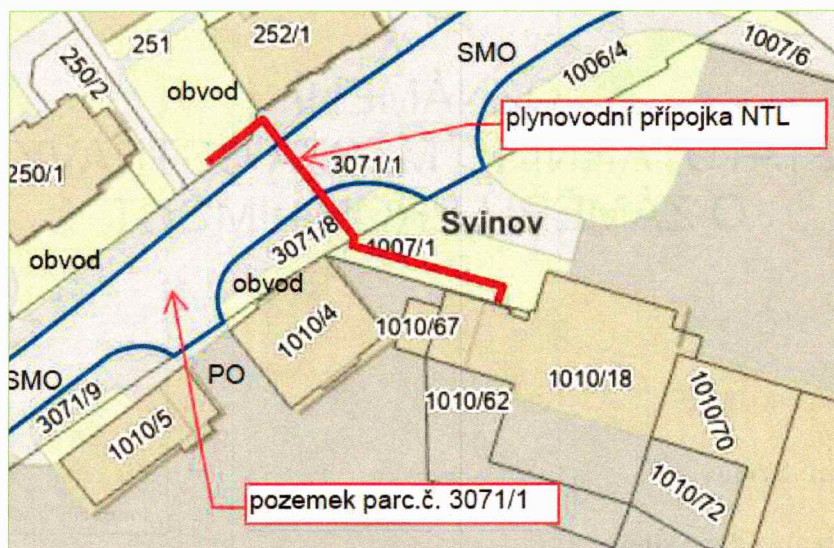 251
252/1
SMO
1007/6
250/2
obvod
1006/4
plynovodní přípojka NTL
250/1
3071/1
Svinov
3071/8
1007/1
obvod
obvod
1010/4
1010/67
SMO
PO
1010/18
3071/9
1010/62
1010/70
1010/5
1010/72
pozemek parc.č. 3071/1